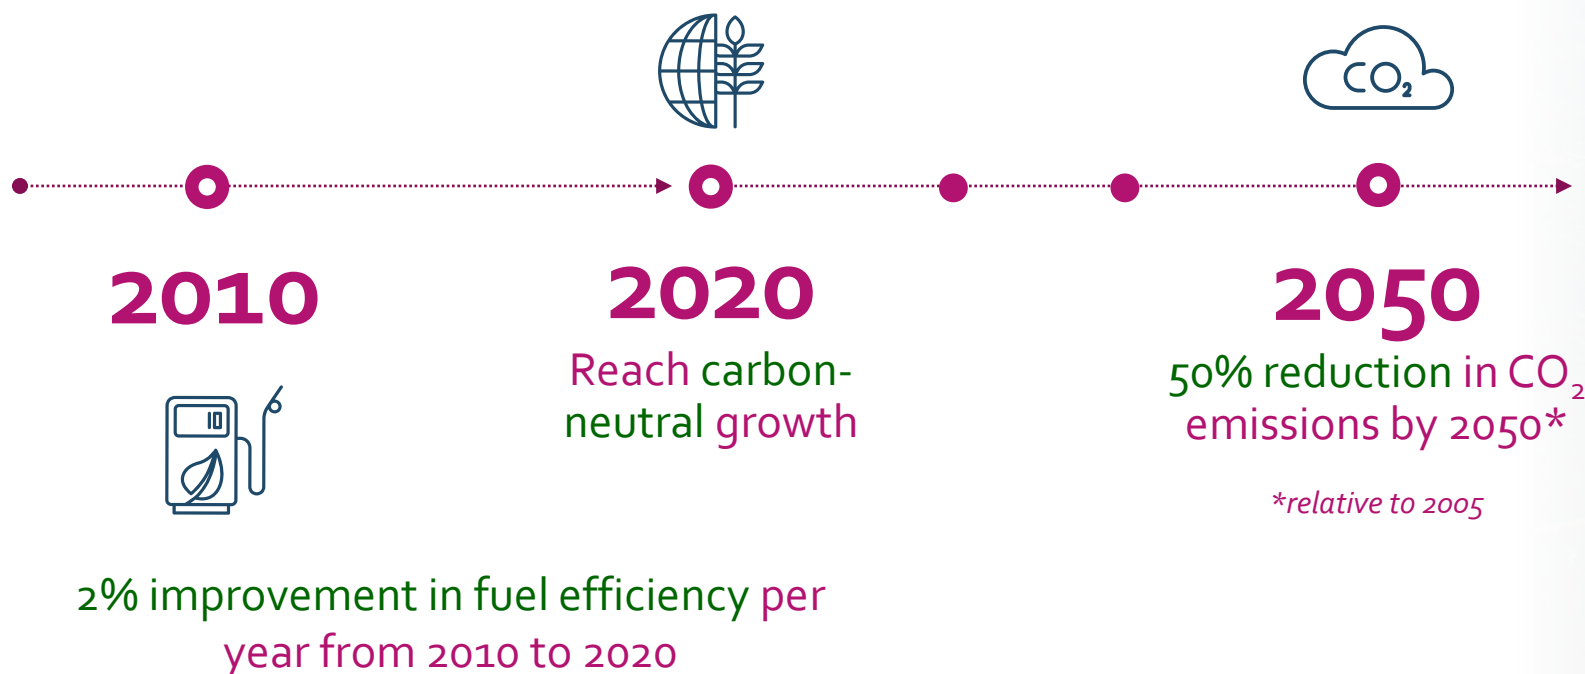 CO₂
2010
2020
2050
Reach carbon-
neutral growth
50% reduction in CO₂
emissions by 2050*
*relative to 2005
10
2% improvement in fuel efficiency per
year from 2010 to 2020